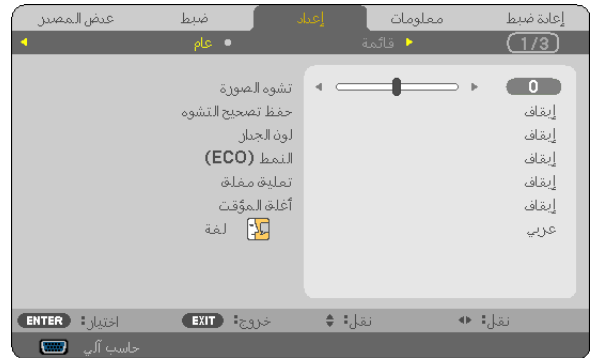 إعادة ضبط معلومات إعداد ضبط عرض المصدر
(1/3) قائمة عام
تشوه الصورة 0
حفظ تصحيح التشوه إيقاف
لون الجدار إيقاف
النمط (ECO) إيقاف
تعليق مغلق إيقاف
أغلق المؤقت إيقاف
لغة عربي
نقل: نقل: خروج: EXIT اختيار: ENTER
حاسب آلي